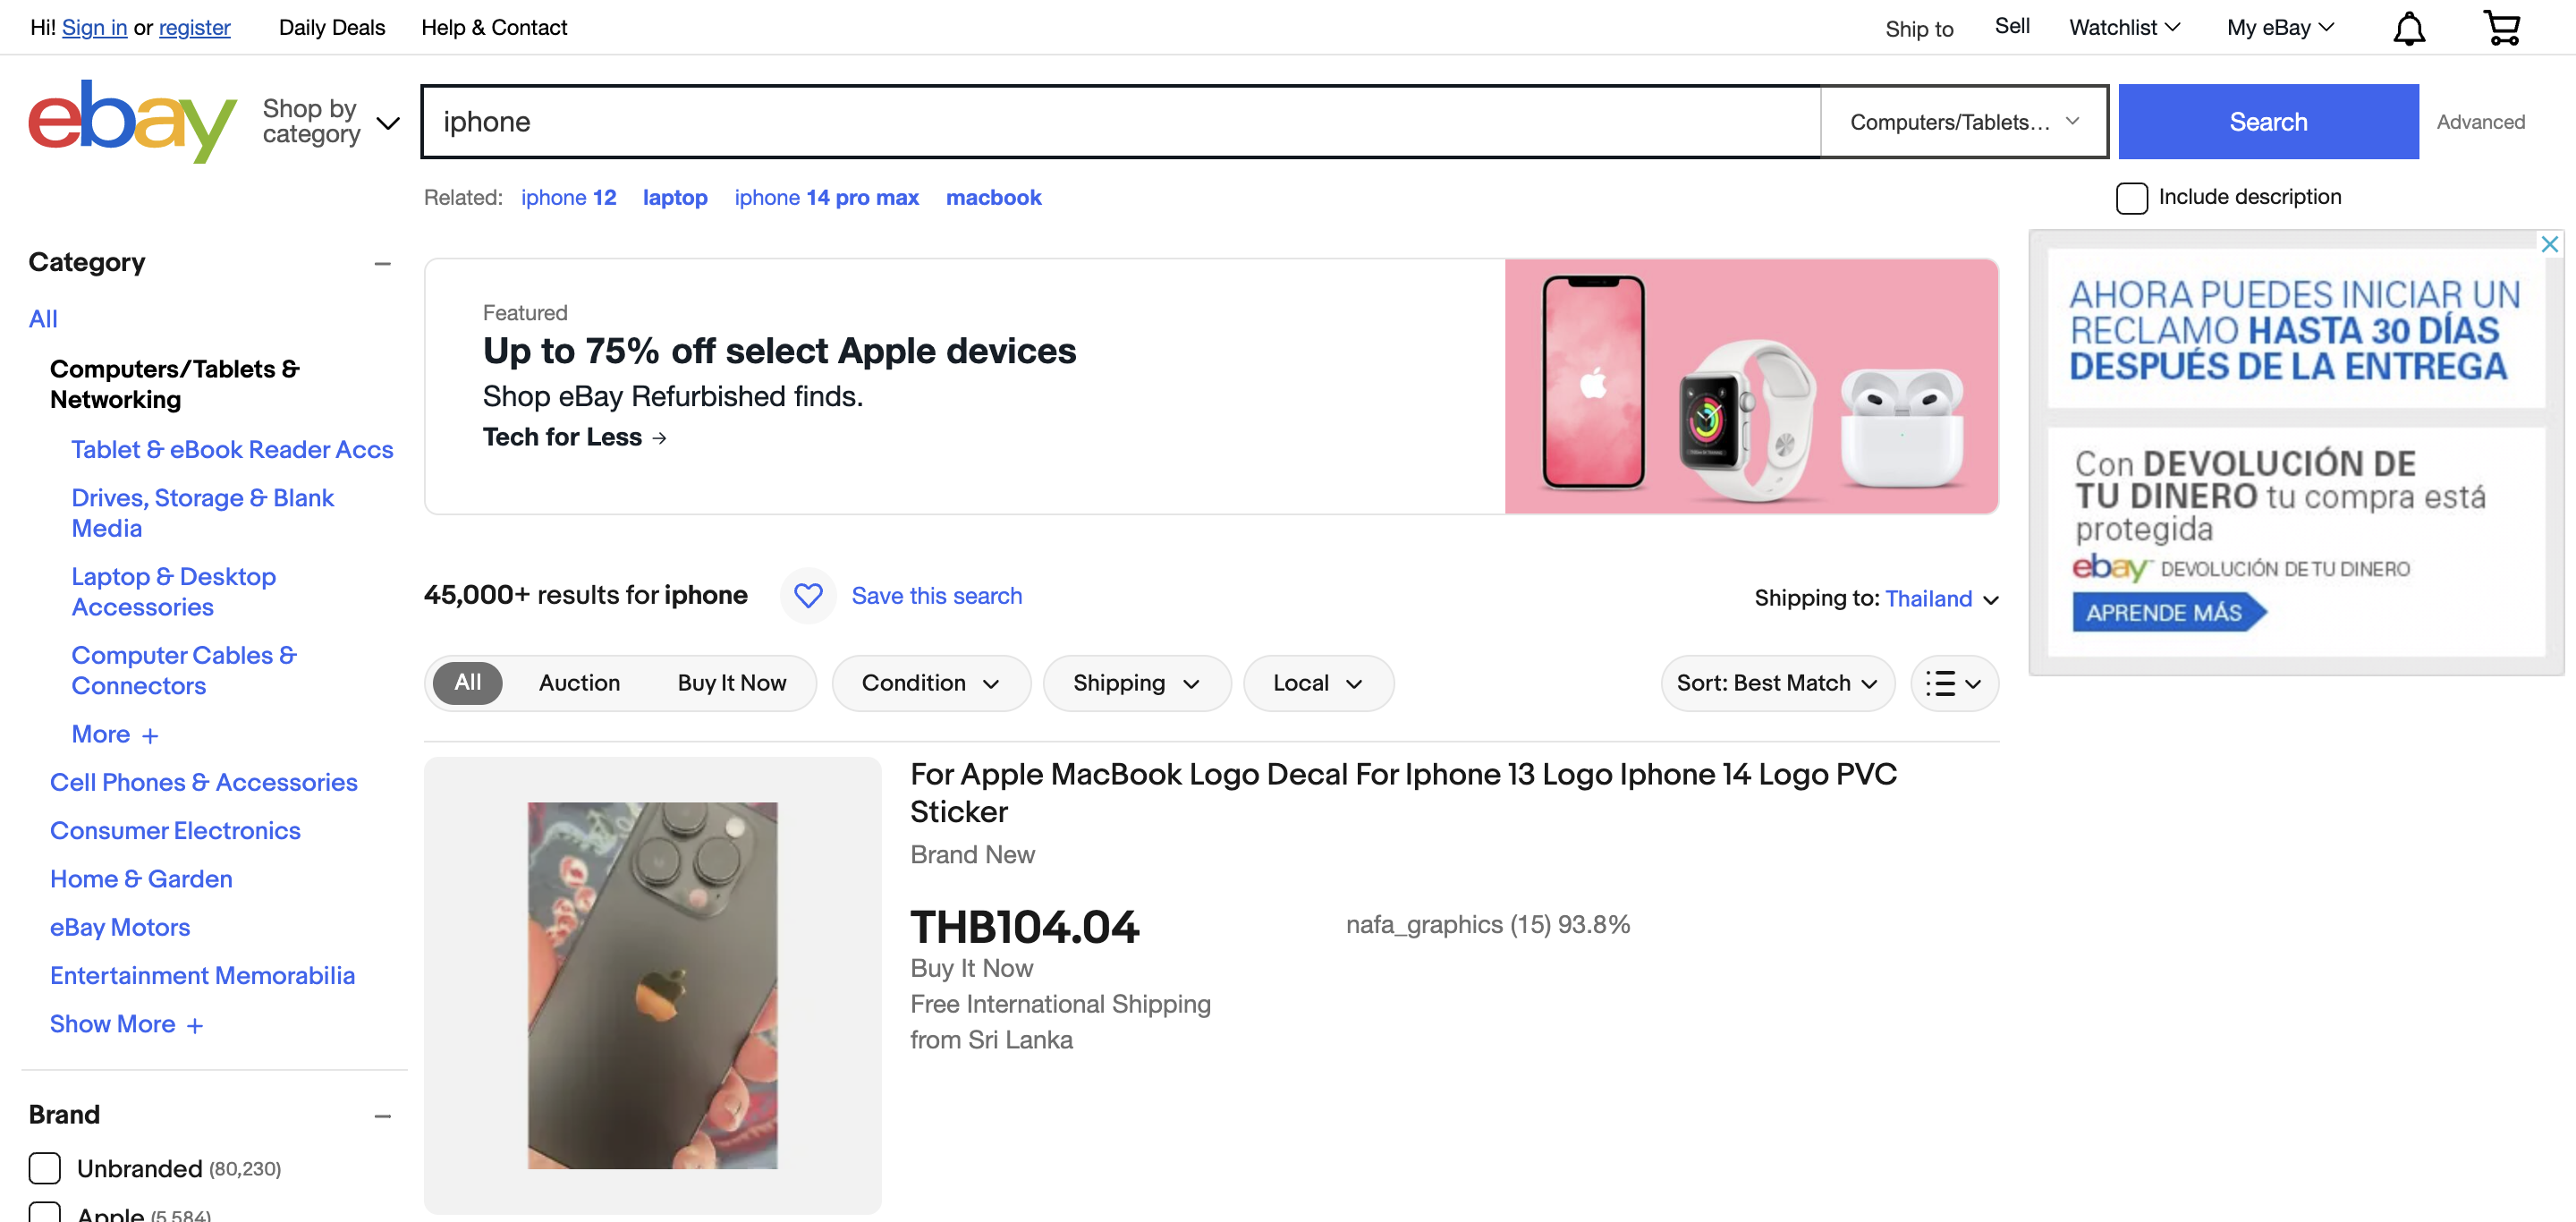 Hi! Sign in or register
Daily Deals
Help & Contact
Ship to
Sell
Watchlist
My eBay
ebay
Shop by
category
iphone
Computers/Tablets...
Search
Advanced
Related: iphone 12 laptop iphone 14 pro max macbook
Include description
Category
All
Computers/Tablets &
Networking
Tablet & eBook Reader Accs
Drives, Storage & Blank
Media
Laptop & Desktop
Accessories
Computer Cables &
Connectors
More
Cell Phones & Accessories
Consumer Electronics
Home & Garden
eBay Motors
Entertainment Memorabilia
Show More
Brand
Unbranded (80,230)
Apple (5,584)
Featured
Up to 75% off select Apple devices
Shop eBay Refurbished finds.
Tech for Less →
45,000+ results for iphone
Save this search
Shipping to: Thailand
All
Auction
Buy It Now
Condition
Shipping
Local
Sort: Best Match
For Apple MacBook Logo Decal For Iphone 13 Logo Iphone 14 Logo PVC
Sticker
Brand New
THB104.04
nafa_graphics (15) 93.8%
Buy It Now
Free International Shipping
from Sri Lanka
AHORA PUEDES INICIAR UN
RECLAMO HASTA 30 DÍAS
DESPUÉS DE LA ENTREGA
Con DEVOLUCIÓN DE
TU DINERO tu compra está
protegida
ebay™ DEVOLUCIÓN DE TU DINERO
APRENDE MÁS